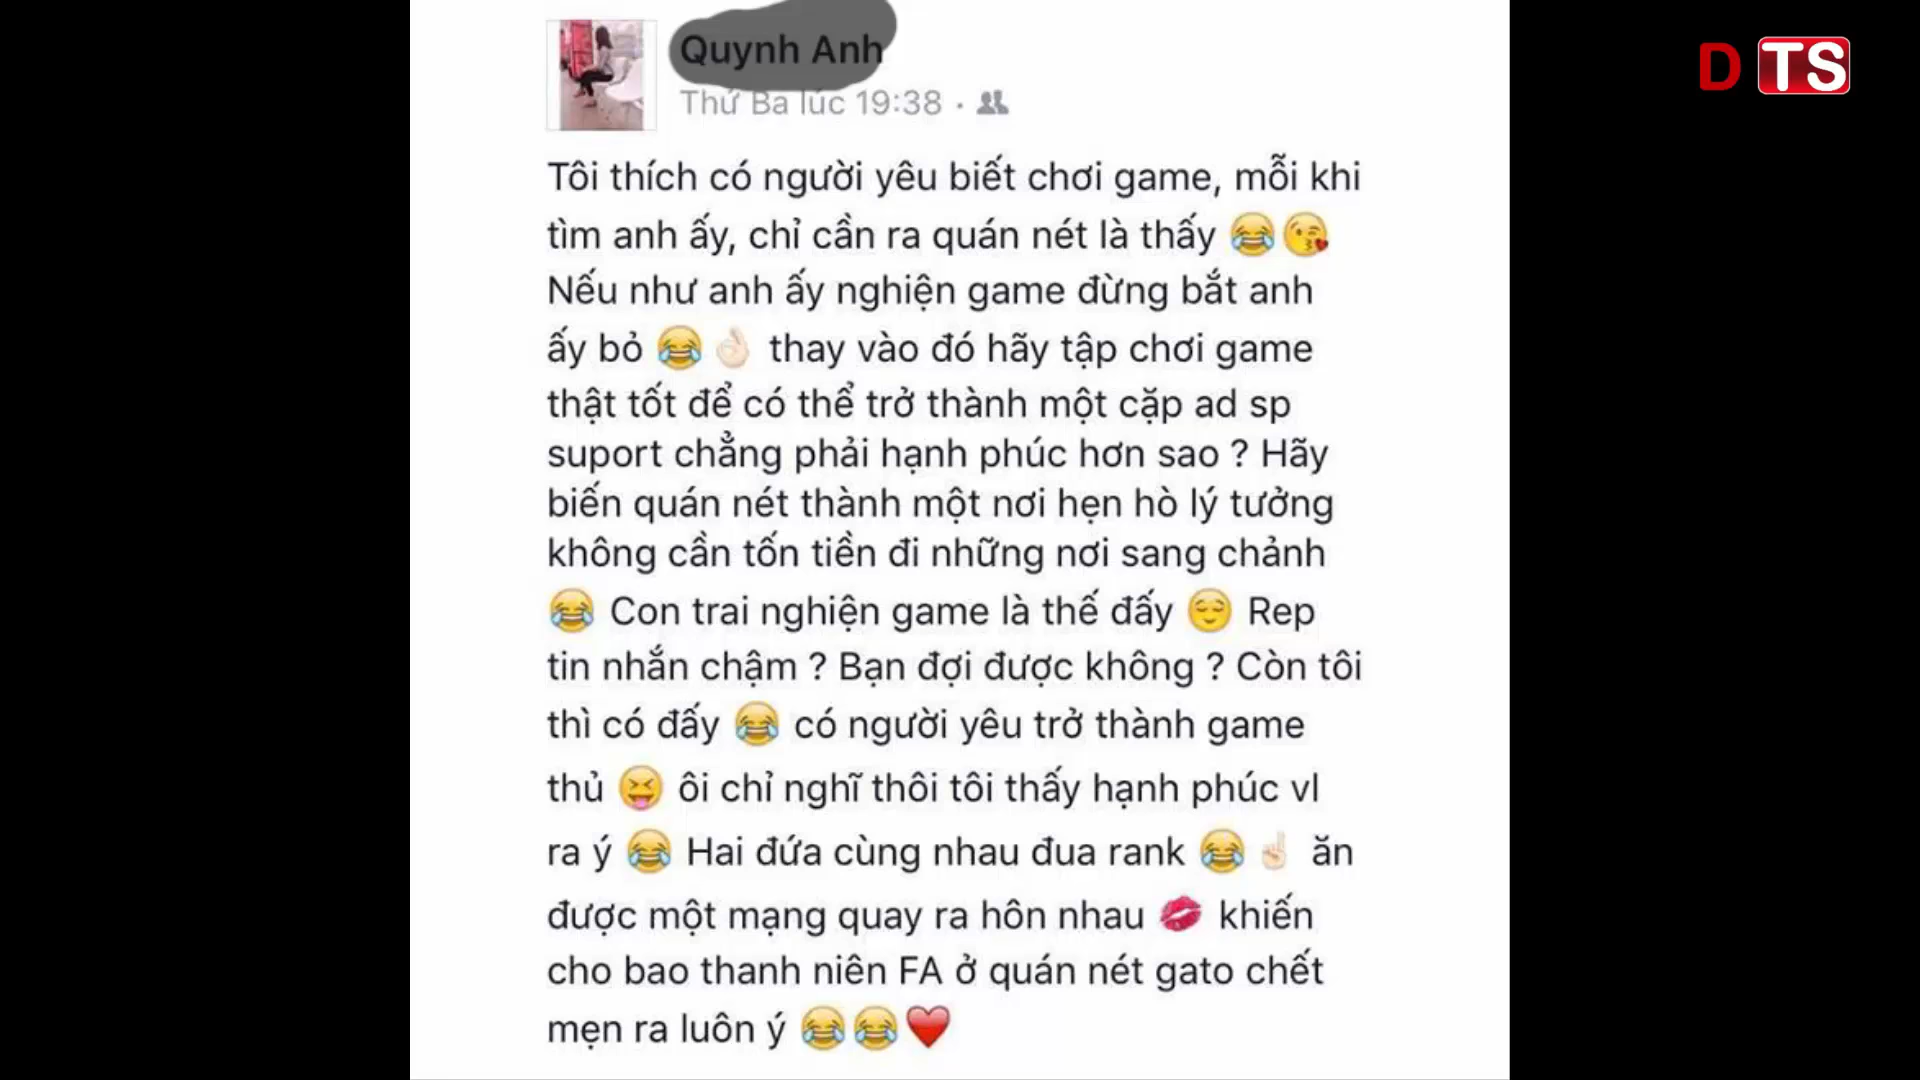 Quynh Anh
Thứ Ba lúc 19:38 ·
D TS
Tôi thích có người yêu biết chơi game, mỗi khi
tìm anh ấy, chỉ cần ra quán nét là thấy 😂😘
Nếu như anh ấy nghiện game đừng bắt anh
ấy bỏ 😂👌🏻 thay vào đó hãy tập chơi game
thật tốt để có thể trở thành một cặp ad sp
suport chẳng phải hạnh phúc hơn sao ? Hãy
biến quán nét thành một nơi hẹn hò lý tưởng
không cần tốn tiền đi những nơi sang chảnh
😂 Con trai nghiện game là thế đấy 😌 Rep
tin nhắn chậm ? Bạn đợi được không ? Còn tôi
thì có đấy 😂 có người yêu trở thành game
thủ 😝 ôi chỉ nghĩ thôi tôi thấy hạnh phúc vl
ra ý 😂 Hai đứa cùng nhau đua rank 😂☝🏻 ăn
được một mạng quay ra hôn nhau 💋 khiến
cho bao thanh niên FA ở quán nét gato chết
mẹn ra luôn ý 😂😂❤️